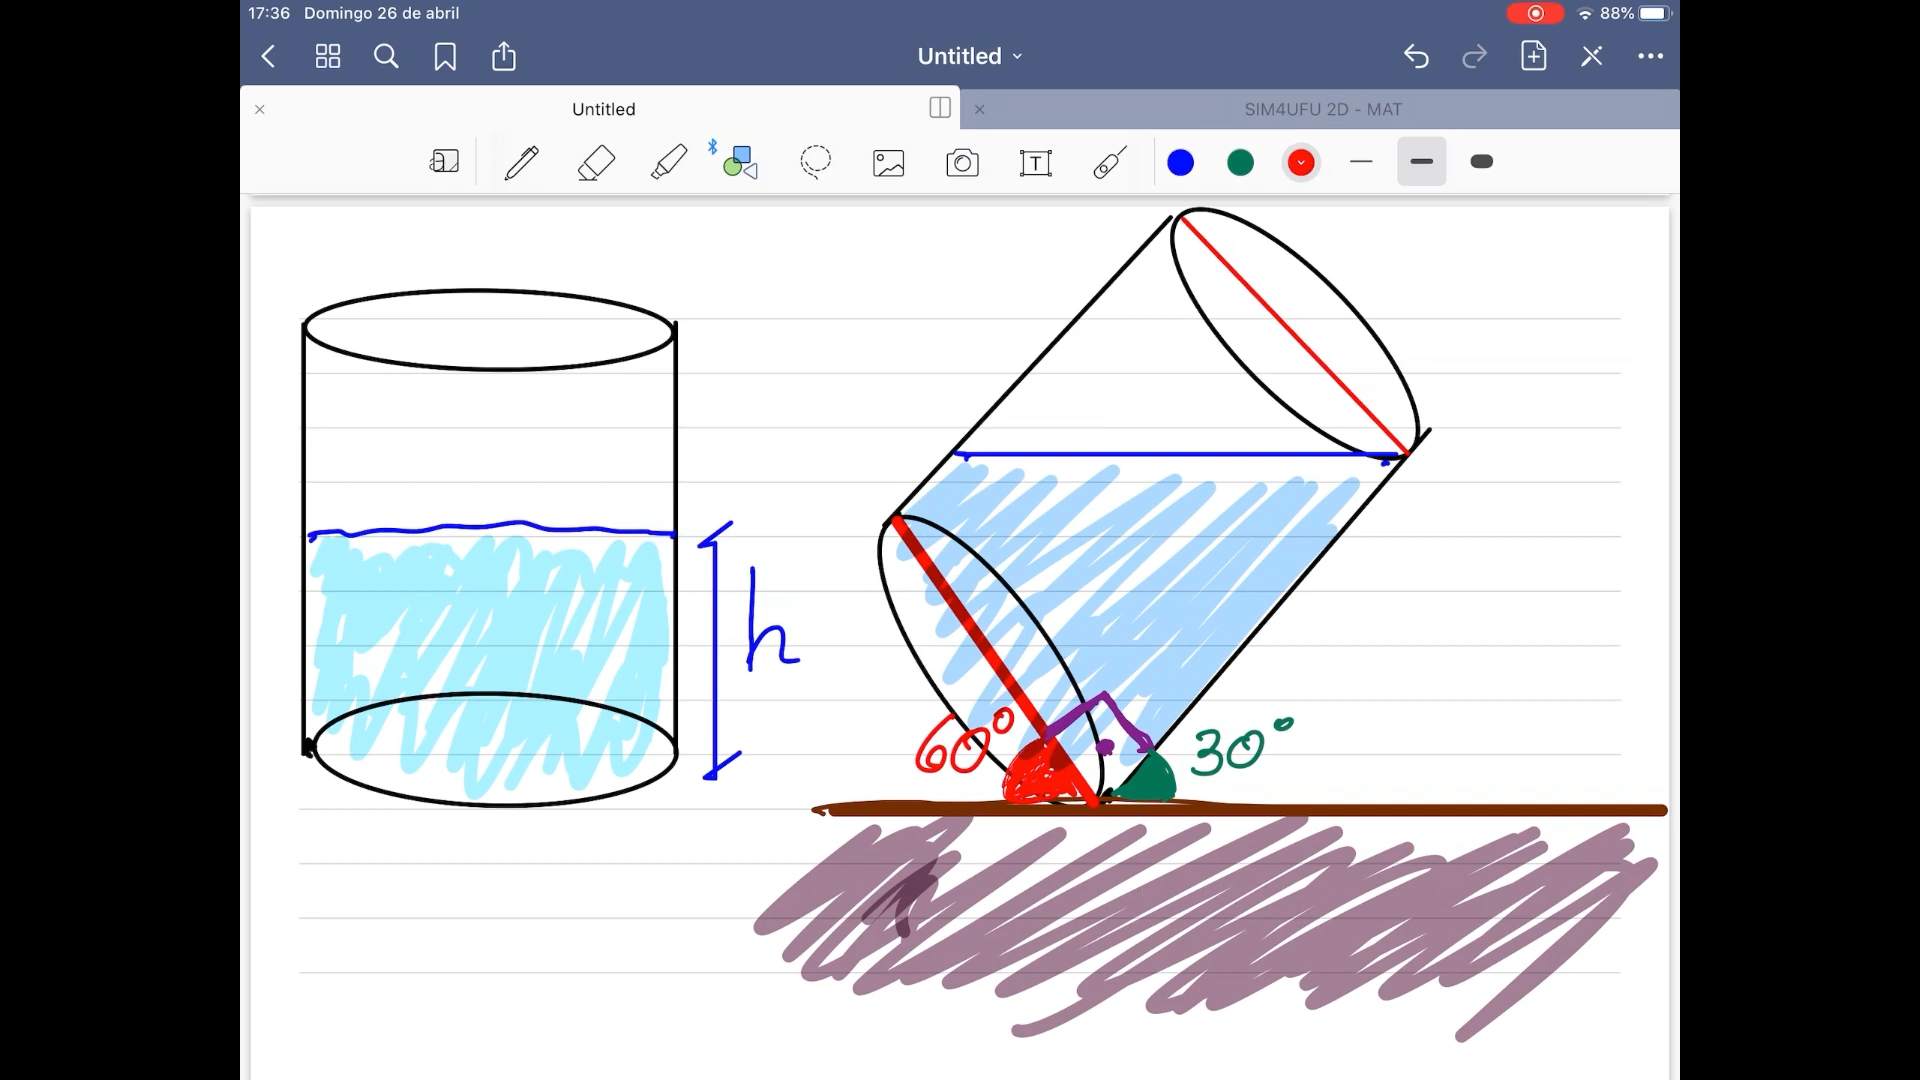 17:36 Domingo 26 de abril
88%
Untitled
Untitled
SIM4UFU 2D - MAT
T
h
60°
30°